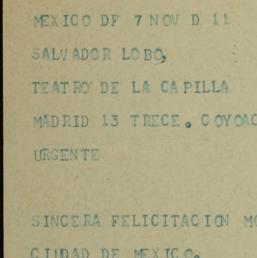 MEXICO DF 7 NOV D 11
SALVADOR LOBO,
TEATRO DE LA CAPILLA
MADRID 13 TRECE. COYOAC
URGENTE
SINCERA FELICITACION MO
CIUDAD DE MEXICO.